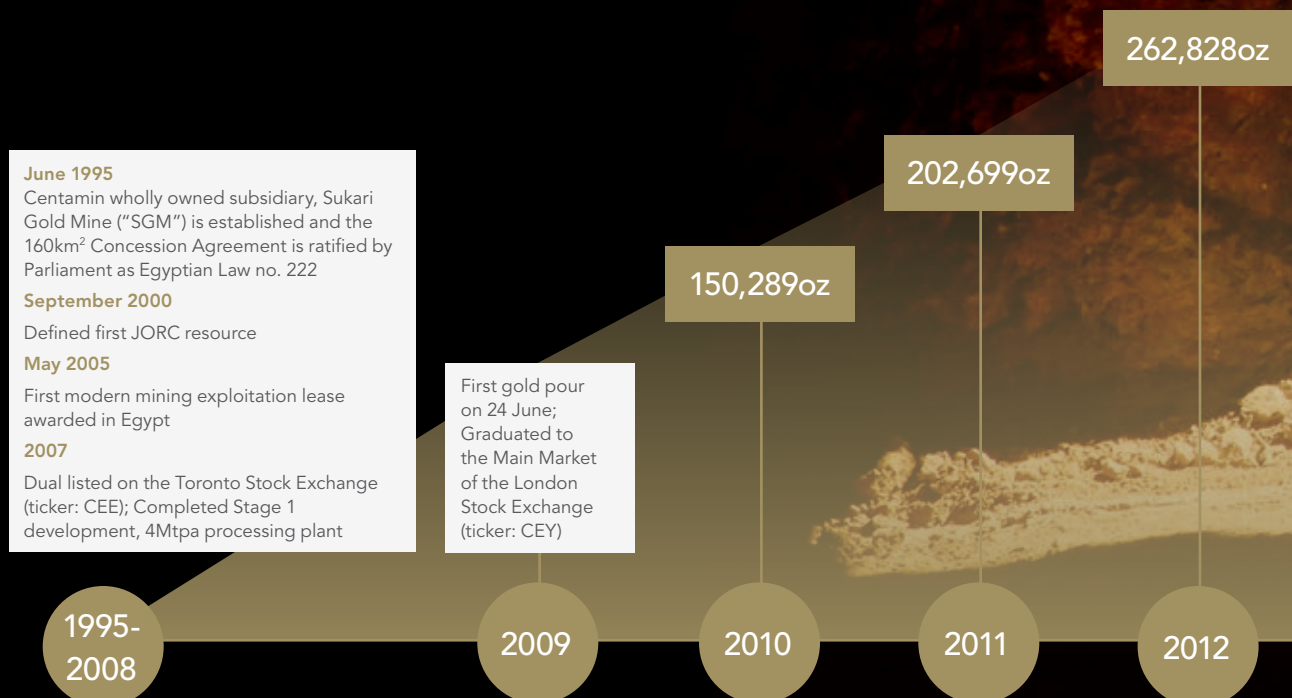 262,828oz
202,699oz
150,289oz
June 1995
Centamin wholly owned subsidiary, Sukari
Gold Mine (“SGM”) is established and the
160km² Concession Agreement is ratified by
Parliament as Egyptian Law no. 222
September 2000
Defined first JORC resource
May 2005
First modern mining exploitation lease
awarded in Egypt
2007
Dual listed on the Toronto Stock Exchange
(ticker: CEE); Completed Stage 1
development, 4Mtpa processing plant
First gold pour
on 24 June;
Graduated to
the Main Market
of the London
Stock Exchange
(ticker: CEY)
1995-
2008
2009
2010
2011
2012